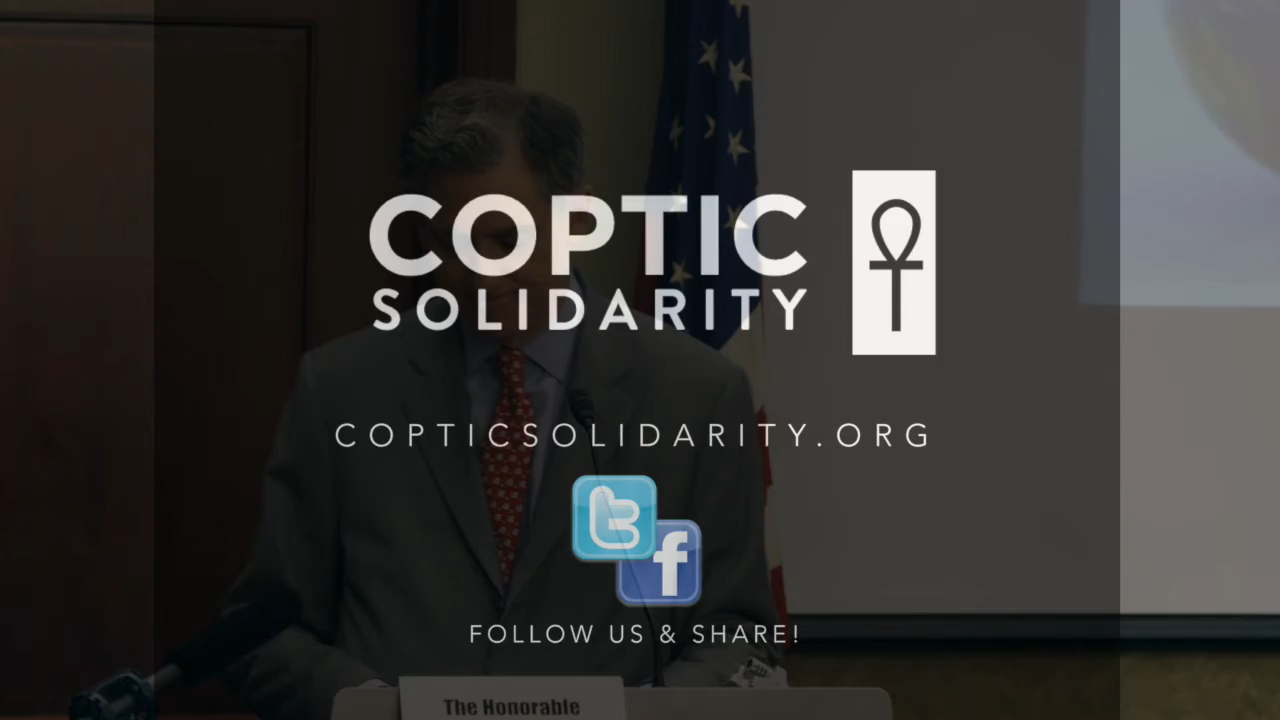 COPTIC
SOLIDARITY
COPTICSOLIDARITY.ORG
FOLLOW US & SHARE!
The Honorable